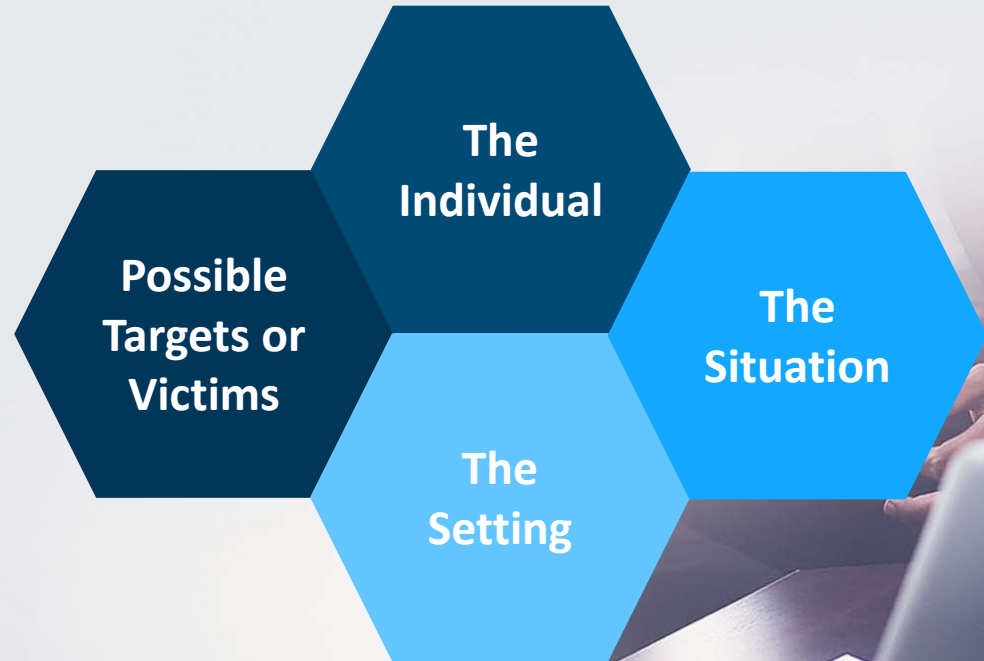 The
Individual
Possible
Targets or
Victims
The
Situation
The
Setting